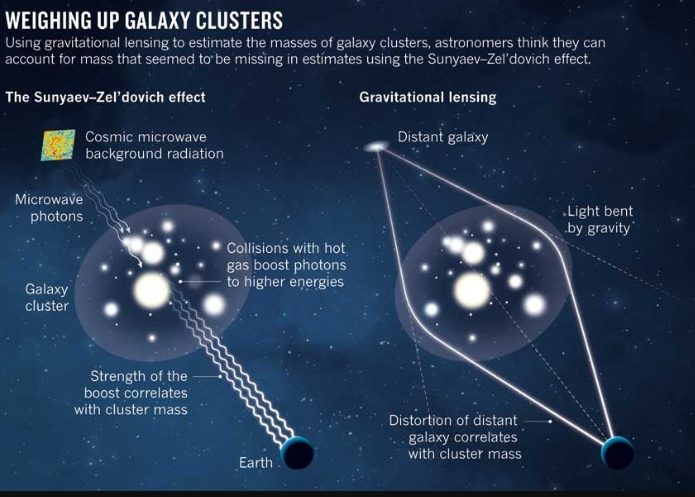 WEIGHING UP GALAXY CLUSTERS
Using gravitational lensing to estimate the masses of galaxy clusters, astronomers think they can
account for mass that seemed to be missing in estimates using the Sunyaev–Zel’dovich effect.
The Sunyaev–Zel’dovich effect
Cosmic microwave
background radiation
Microwave
photons
Collisions with hot
gas boost photons
to higher energies
Galaxy
cluster
Strength of the
boost correlates
with cluster mass
Earth
Gravitational lensing
Distant galaxy
Light bent
by gravity
Distortion of distant
galaxy correlates
with cluster mass